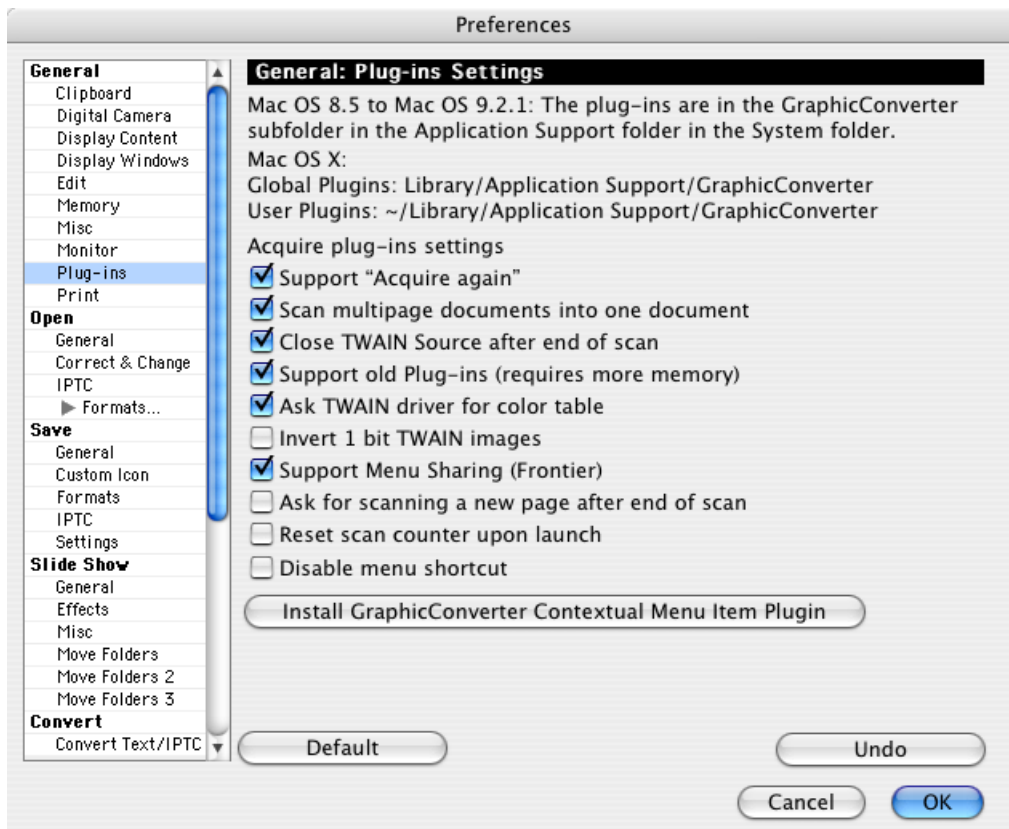 Preferences
General
Clipboard
Digital Camera
Display Content
Display Windows
Edit
Memory
Misc
Monitor
Plug-ins
Print
Open
General
Correct & Change
IPTC
Formats...
Save
General
Custom Icon
Formats
IPTC
Settings
Slide Show
General
Effects
Misc
Move Folders
Move Folders 2
Move Folders 3
Convert
Convert Text/IPTC
General: Plug-ins Settings
Mac OS 8.5 to Mac OS 9.2.1: The plug-ins are in the GraphicConverter
subfolder in the Application Support folder in the System folder.
Mac OS X:
Global Plugins: Library/Application Support/GraphicConverter
User Plugins: ~/Library/Application Support/GraphicConverter
Acquire plug-ins settings
Support “Acquire again”
Scan multipage documents into one document
Close TWAIN Source after end of scan
Support old Plug-ins (requires more memory)
Ask TWAIN driver for color table
Invert 1 bit TWAIN images
Support Menu Sharing (Frontier)
Ask for scanning a new page after end of scan
Reset scan counter upon launch
Disable menu shortcut
Install GraphicConverter Contextual Menu Item Plugin
Default
Undo
Cancel
OK